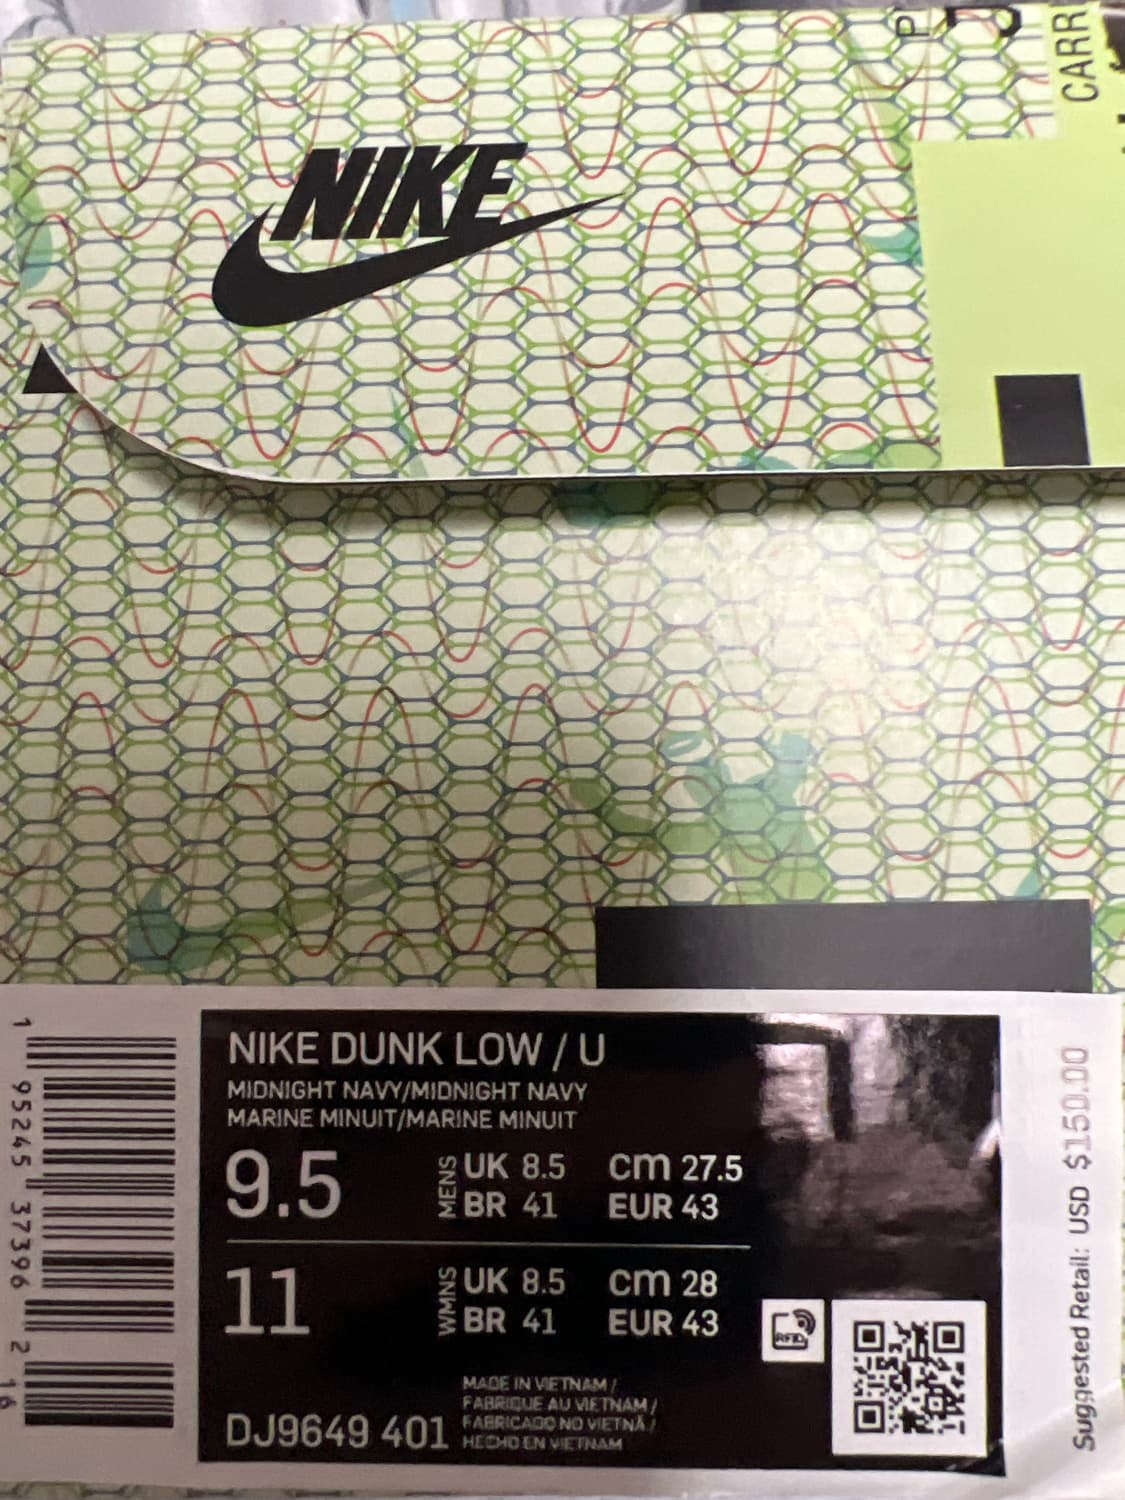 P
CARR
NIKE
NIKE DUNK LOW / U
MIDNIGHT NAVY/MIDNIGHT NAVY
MARINE MINUIT/MARINE MINUIT
9.5
MENS
UK 8.5
cm 27.5
BR 41
EUR 43
11
WMNS
UK 8.5
cm 28
BR 41
EUR 43
RFID
MADE IN VIETNAM /
FABRIQUE AU VIETNAM /
FABRICADO NO VIETNÃ /
HECHO EN VIETNAM
DJ9649 401
1 95245 37396 2 16
Suggested Retail: USD $150.00